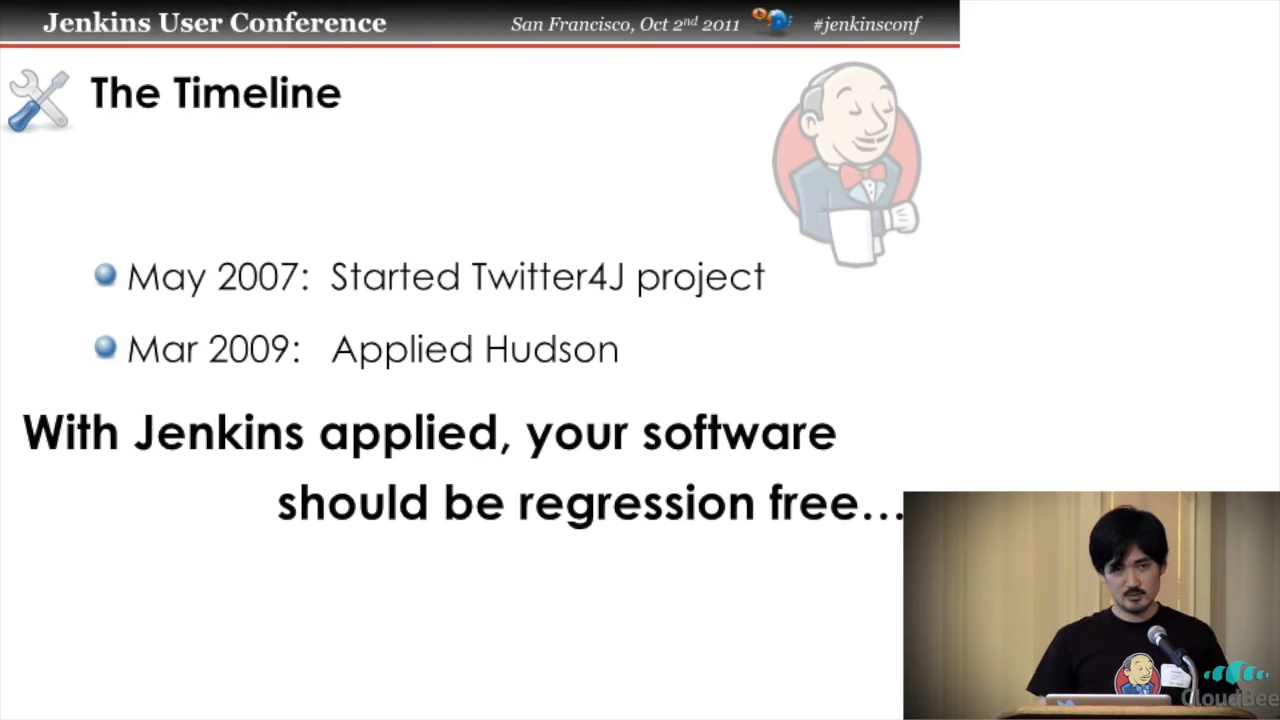 Jenkins User Conference
San Francisco, Oct 2nd 2011
#jenkinsconf
The Timeline
May 2007: Started Twitter4J project
Mar 2009: Applied Hudson
With Jenkins applied, your software
should be regression free...
CloudBee